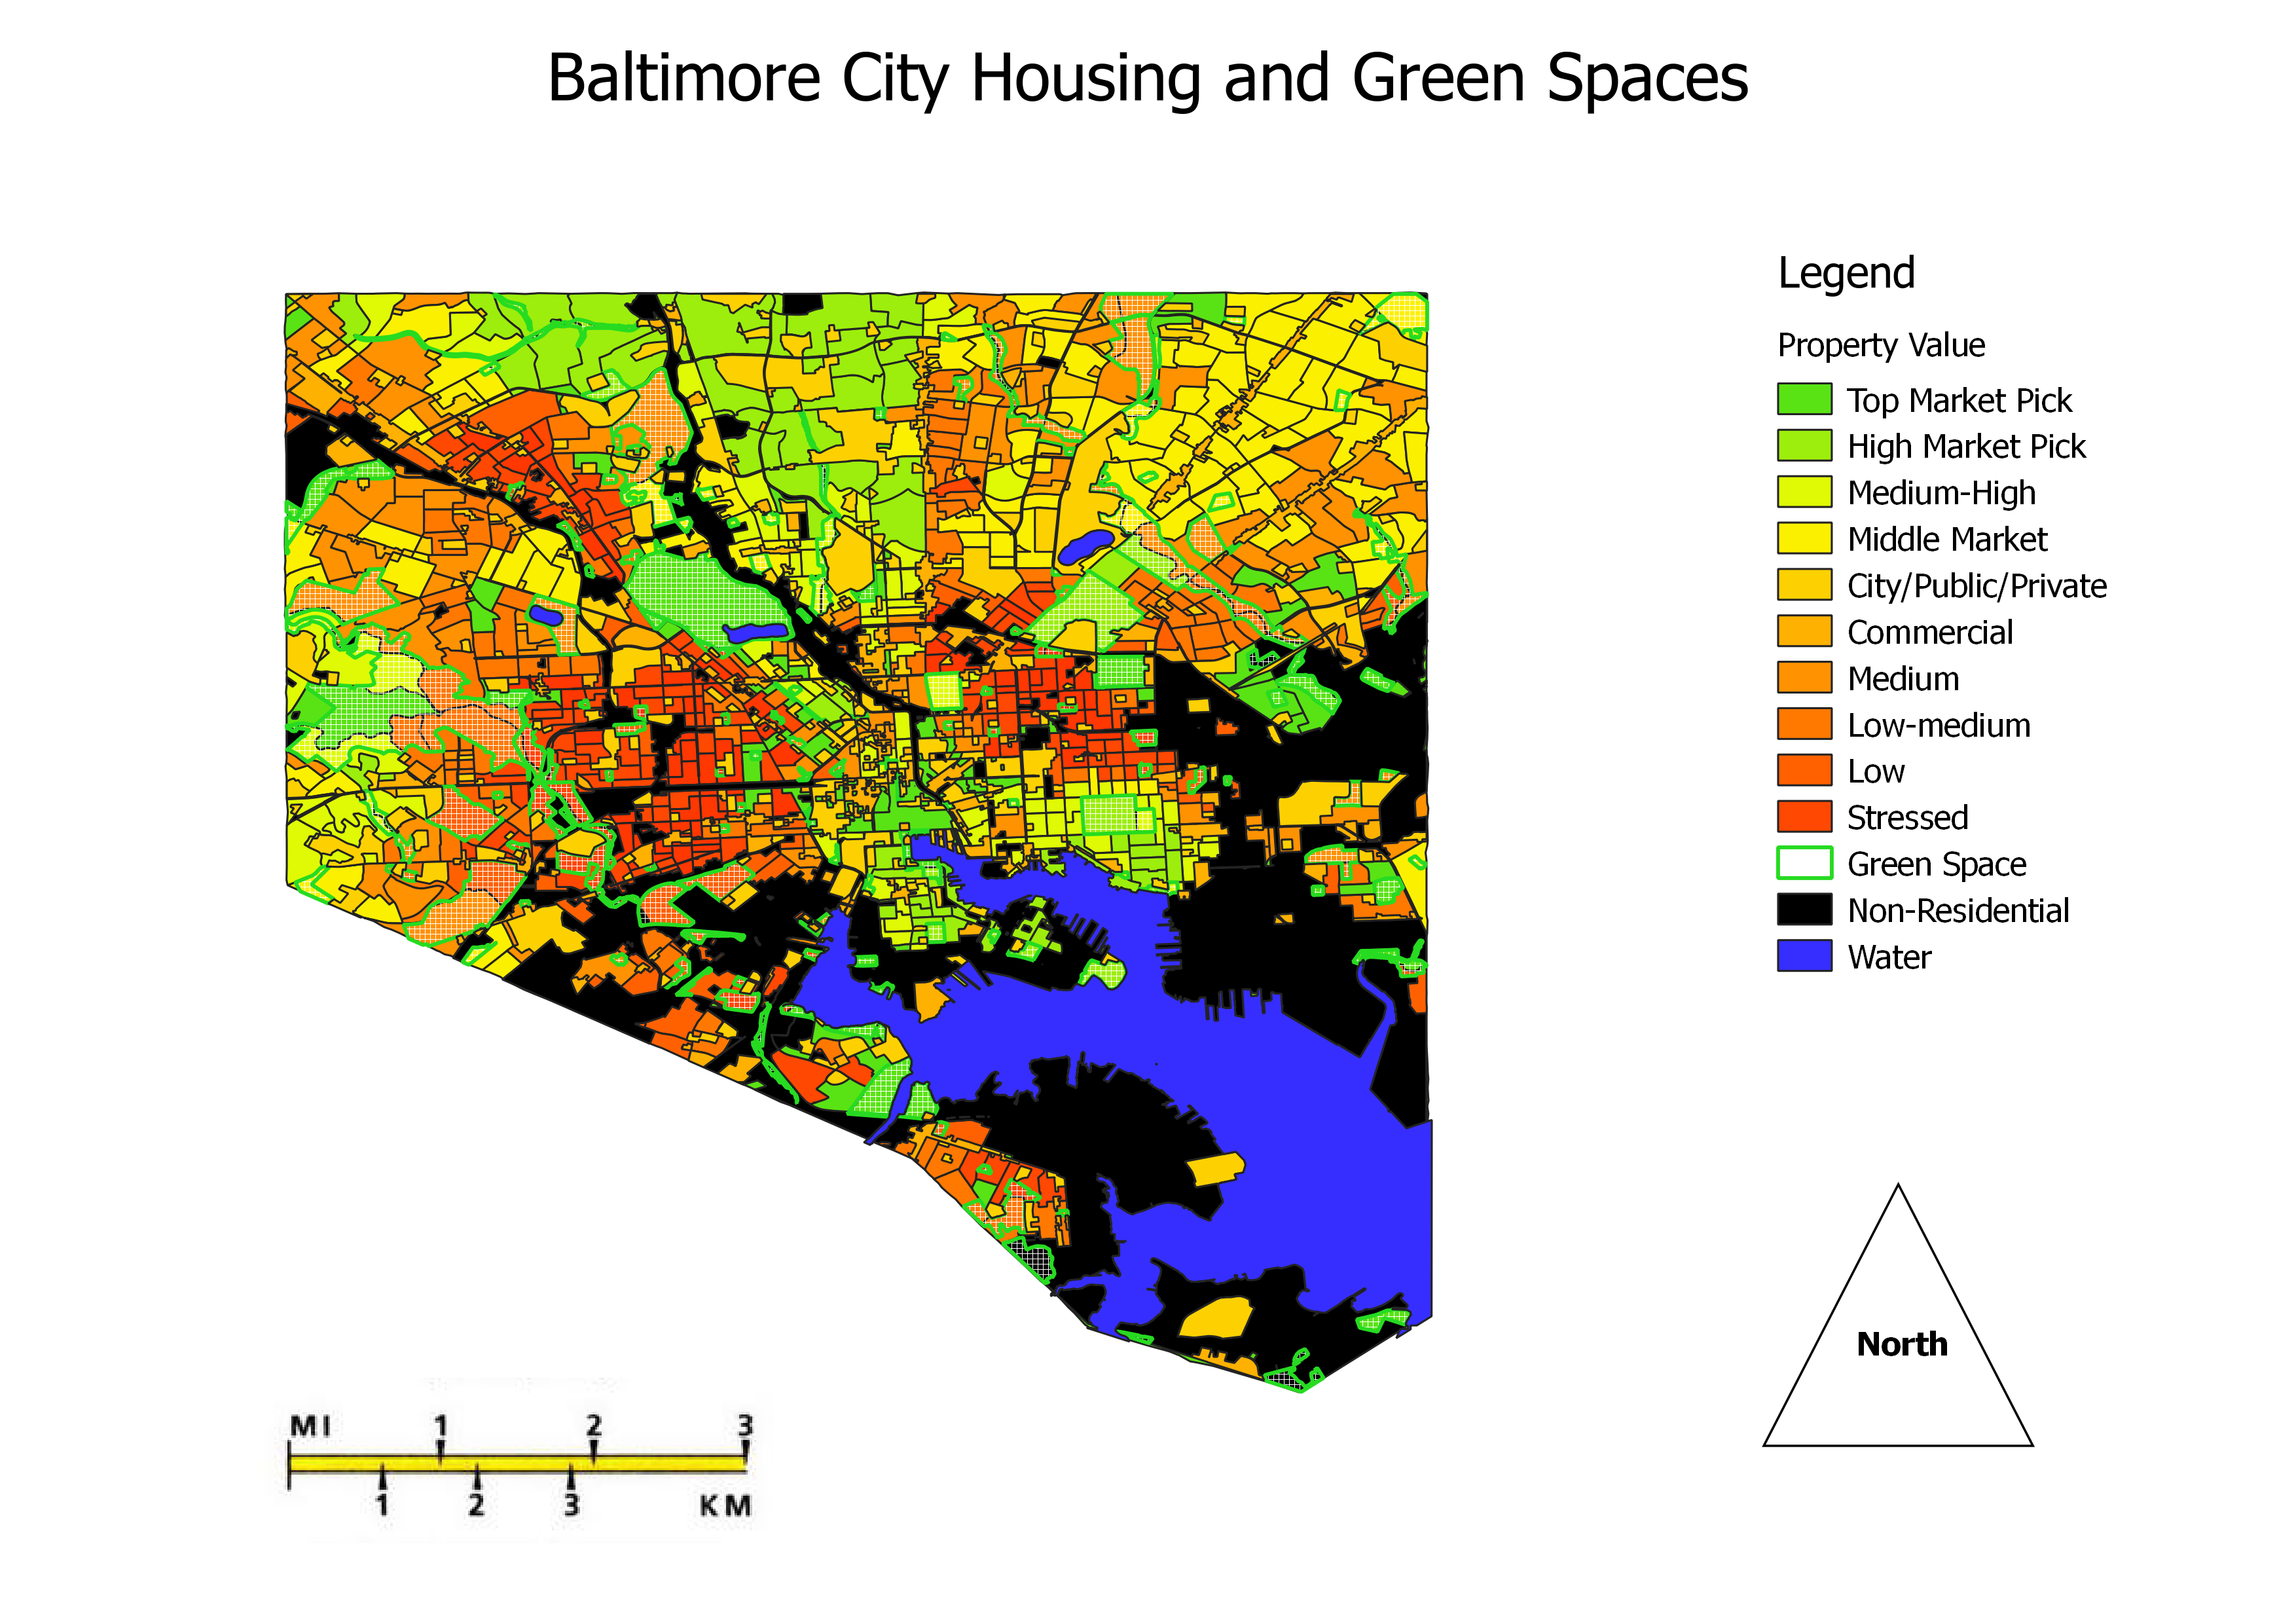 Baltimore City Housing and Green Spaces
Legend
Property Value
Top Market Pick
High Market Pick
Medium-High
Middle Market
City/Public/Private
Commercial
Medium
Low-medium
Low
Stressed
Green Space
Non-Residential
Water
North
MI 1 2 3
1 2 3 KM